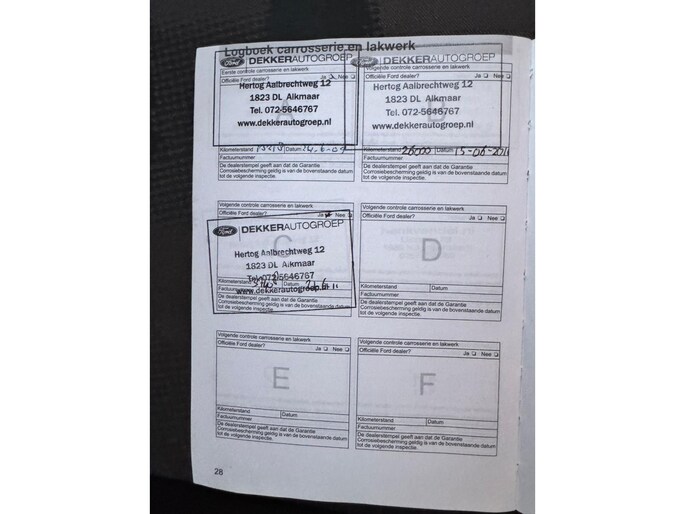 Logboek carrosserie en lakwerk
Ford DEKKERAUTOGROEP
Eerste controle carrosserie en lakwerk
Officiële Ford dealer? Ja Nee
Hertog Aalbrechtweg 12
1823 DL Alkmaar
A
Tel. 072-5646767
www.dekkerautogroep.nl
Kilometerstand Datum
Factuurnummer
De dealerstempel geeft aan dat de Garantie
Corrosiebescherming geldig is van de bovenstaande datum
tot de volgende inspectie.
Ford DEKKERAUTOGROEP
Volgende controle carrosserie en lakwerk
Officiële Ford dealer? Ja Nee
Hertog Aalbrechtweg 12
1823 DL Alkmaar
B
Tel. 072-5646767
www.dekkerautogroep.nl
Kilometerstand 26000 Datum 15-06-2011
Factuurnummer
De dealerstempel geeft aan dat de Garantie
Corrosiebescherming geldig is van de bovenstaande datum
tot de volgende inspectie.
Volgende controle carrosserie en lakwerk
Officiële Ford dealer? Ja Nee
Ford DEKKERAUTOGROEP
C
Hertog Aalbrechtweg 12
1823 DL Alkmaar
Tel. 072-5646767
Kilometerstand Datum
www.dekkerautogroep.nl
Factuurnummer
De dealerstempel geeft aan dat de Garantie
Corrosiebescherming geldig is van de bovenstaande datum
tot de volgende inspectie.
Volgende controle carrosserie en lakwerk
Officiële Ford dealer? Ja Nee
D
Kilometerstand Datum
Factuurnummer
De dealerstempel geeft aan dat de Garantie
Corrosiebescherming geldig is van de bovenstaande datum
tot de volgende inspectie.
Volgende controle carrosserie en lakwerk
Officiële Ford dealer? Ja Nee
E
Kilometerstand Datum
Factuurnummer
De dealerstempel geeft aan dat de Garantie
Corrosiebescherming geldig is van de bovenstaande datum
tot de volgende inspectie.
Volgende controle carrosserie en lakwerk
Officiële Ford dealer? Ja Nee
F
Kilometerstand Datum
Factuurnummer
De dealerstempel geeft aan dat de Garantie
Corrosiebescherming geldig is van de bovenstaande datum
tot de volgende inspectie.
28